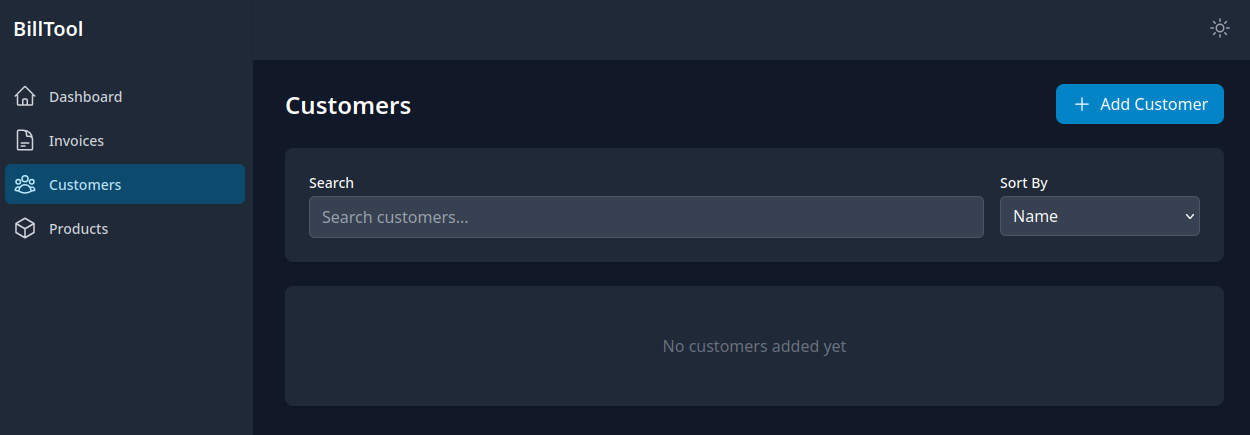 BillTool
Dashboard
Invoices
Customers
Products
Customers
Add Customer
Search
Search customers...
Sort By
Name
No customers added yet